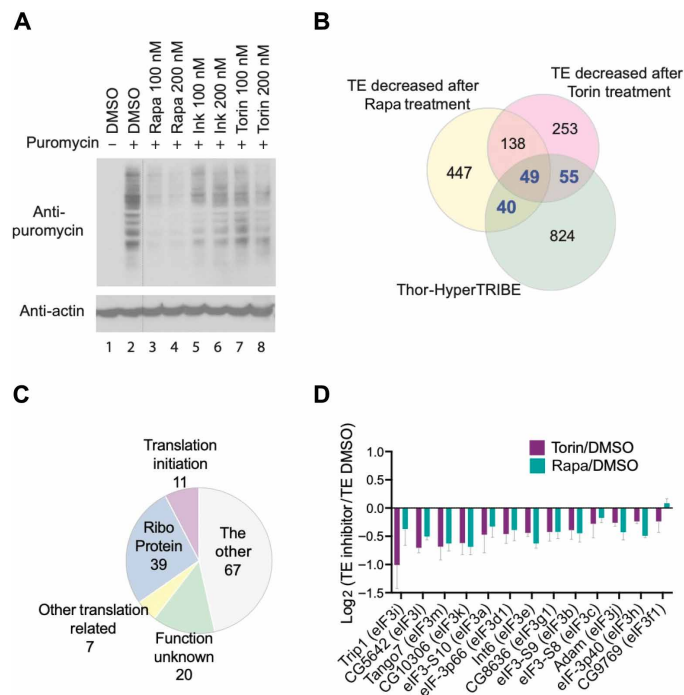 A
DMSO
DMSO
Rapa 100 nM
Rapa 200 nM
Ink 100 nM
Ink 200 nM
Torin 100 nM
Torin 200 nM
Puromycin − + + + + + + +
Anti-
puromycin
Anti-actin
1 2 3 4 5 6 7 8
B
TE decreased after
Rapa treatment
TE decreased after
Torin treatment
253
138
447
49
55
40
824
Thor-HyperTRIBE
C
Translation
initiation
11
Ribo
Protein
39
The
other
67
Other translation
related
7
Function
unknown
20
D
Torin/DMSO
Rapa/DMSO
Log2 (TE inhibitor/TE DMSO)
1.0
0.5
0.0
−0.5
−1.0
−1.5
Trip1 (eIF3i)
CG5642 (eIF3l)
Tango7 (eIF3m)
CG10306 (eIF3k)
eIF3-S10 (eIF3a)
eIF-3p66 (eIF3d1)
Int6 (eIF3e)
CG8636 (eIF3g1)
eIF3-S9 (eIF3b)
eIF3-S8 (eIF3c)
Adam (eIF3j)
eIF3-p40 (eIF3h)
CG9769 (eIF3f1)